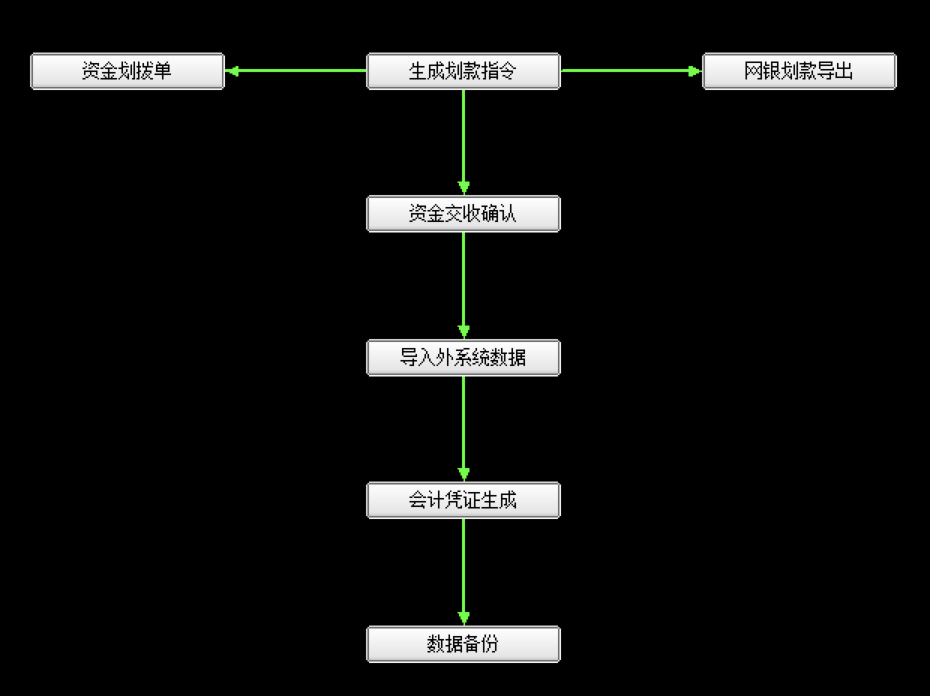 资金划拨单
生成划款指令
网银划款导出
资金交收确认
导入外系统数据
会计凭证生成
数据备份